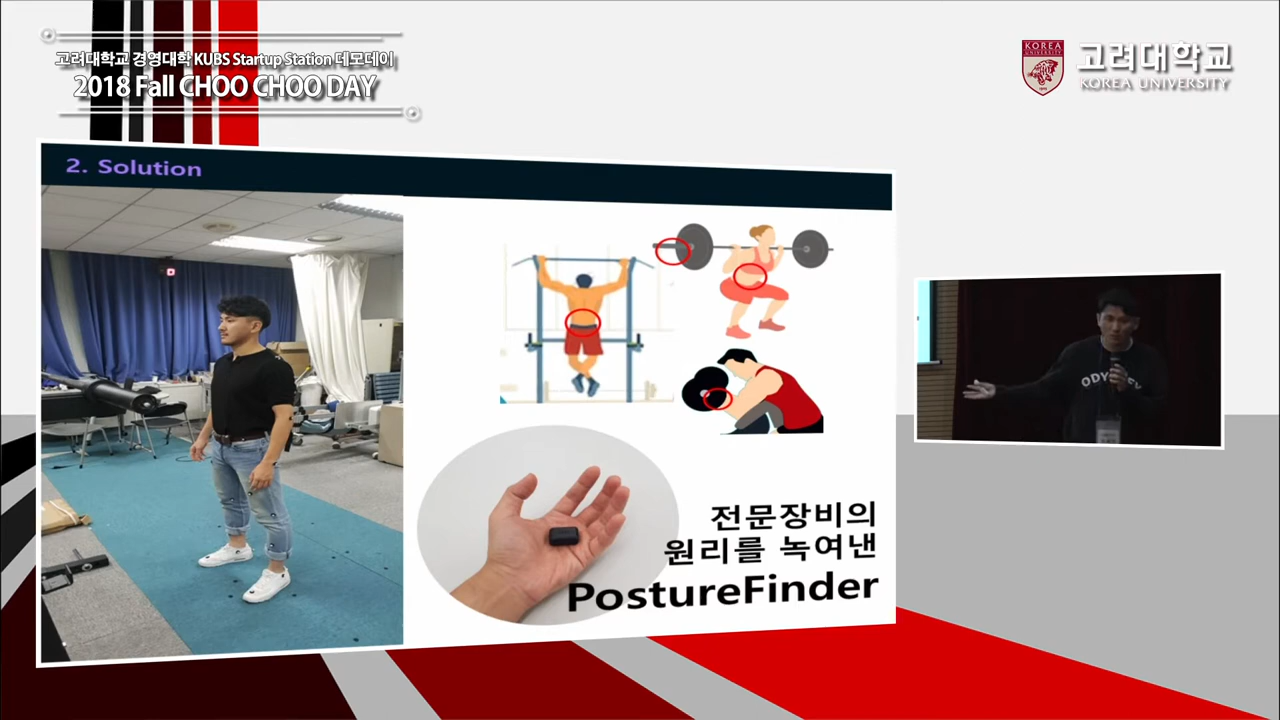 고려대학교 경영대학 KUBS Startup Station 데모데이
2018 Fall CHOO CHOO DAY
KOREA
UNIVERSITY
고려대학교
KOREA UNIVERSITY
2. Solution
전문장비의
원리를 녹여낸
PostureFinder